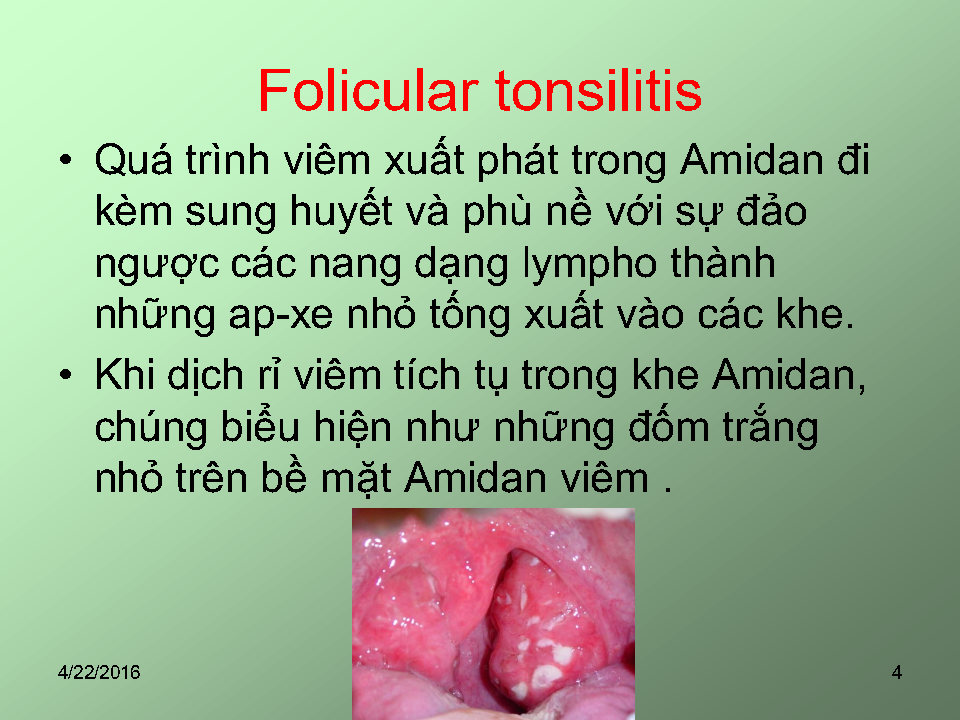 Folicular tonsilitis
• Quá trình viêm xuất phát trong Amidan đi
kèm sung huyết và phù nề với sự đảo
ngược các nang dạng lympho thành
những ap-xe nhỏ tống xuất vào các khe.
• Khi dịch rỉ viêm tích tụ trong khe Amidan,
chúng biểu hiện như những đốm trắng
nhỏ trên bề mặt Amidan viêm .
4/22/2016
4